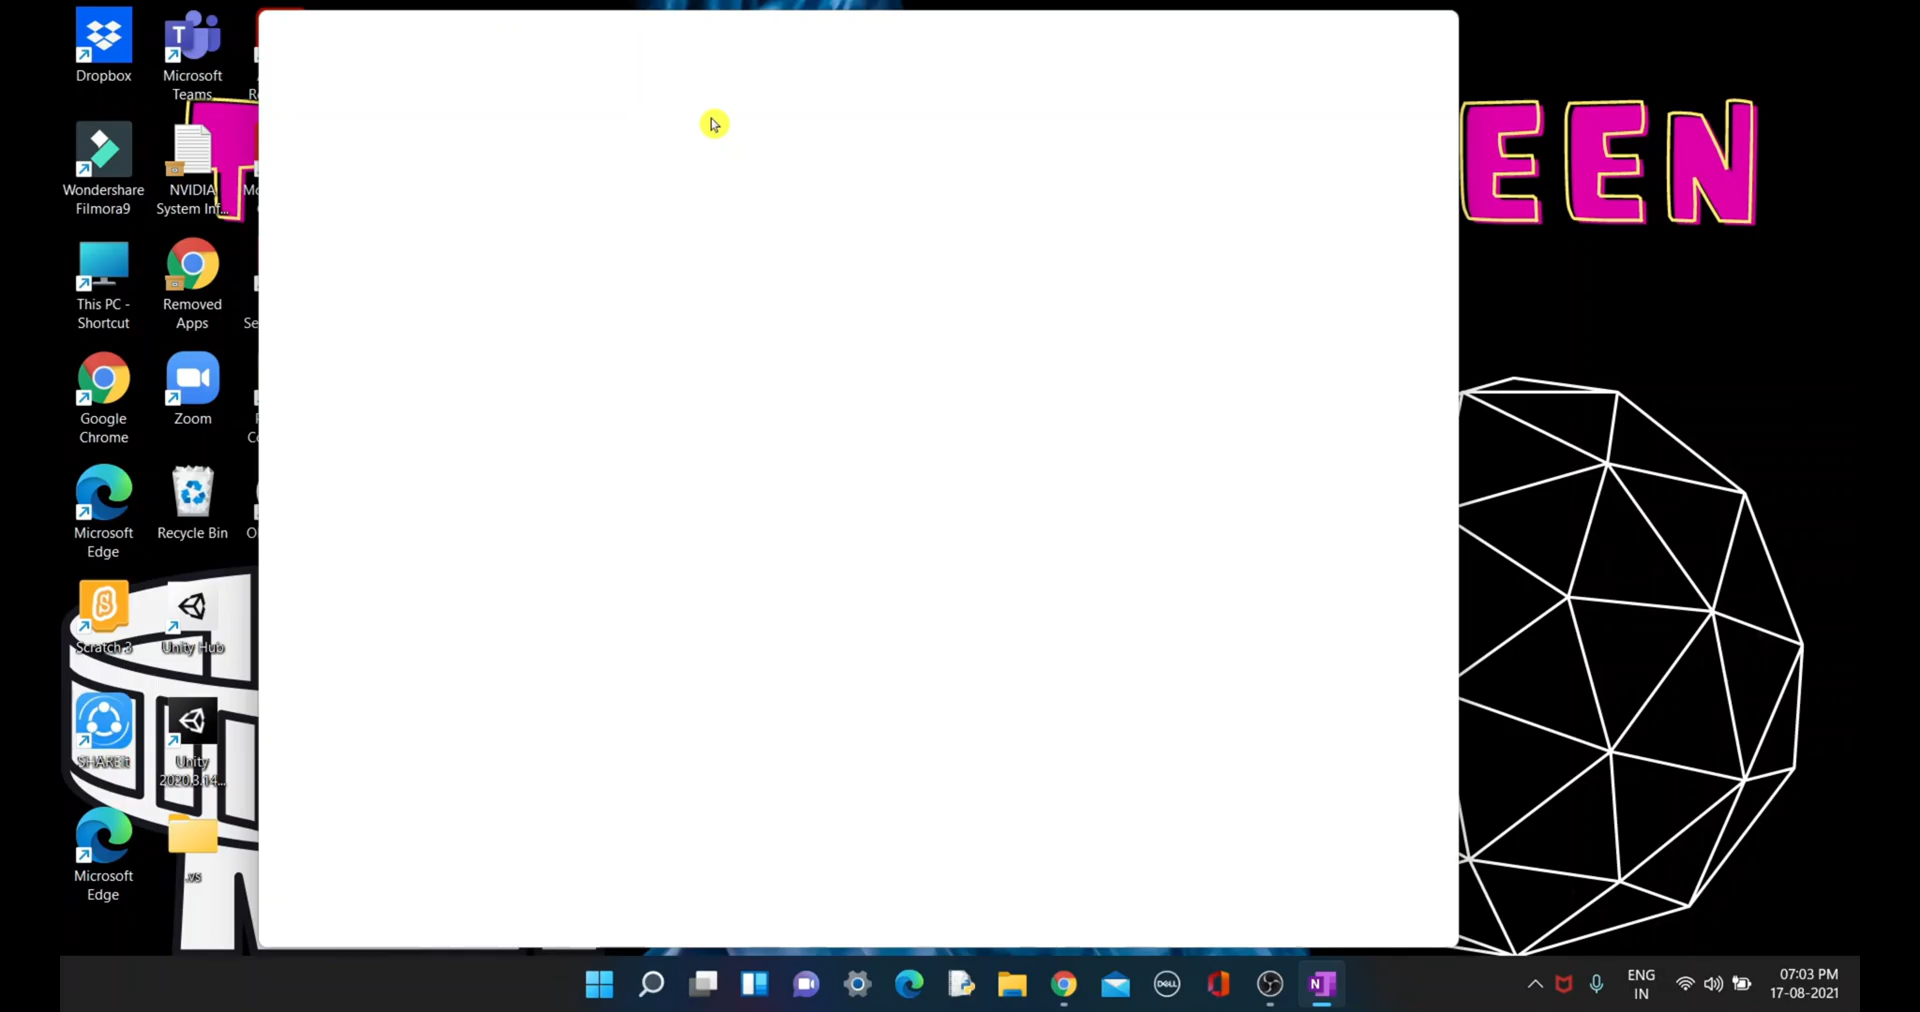 Dropbox
Microsoft
Teams
Wondershare
Filmora9
NVIDIA
System Inf...
This PC -
Shortcut
Removed
Apps
Google
Chrome
Zoom
Microsoft
Edge
Recycle Bin
Scratch 3
Unity Hub
SHAREit
Unity
2020.3.14...
Microsoft
Edge
.vs
T
EEN
DELL
N
ENG
IN
07:03 PM
17-08-2021